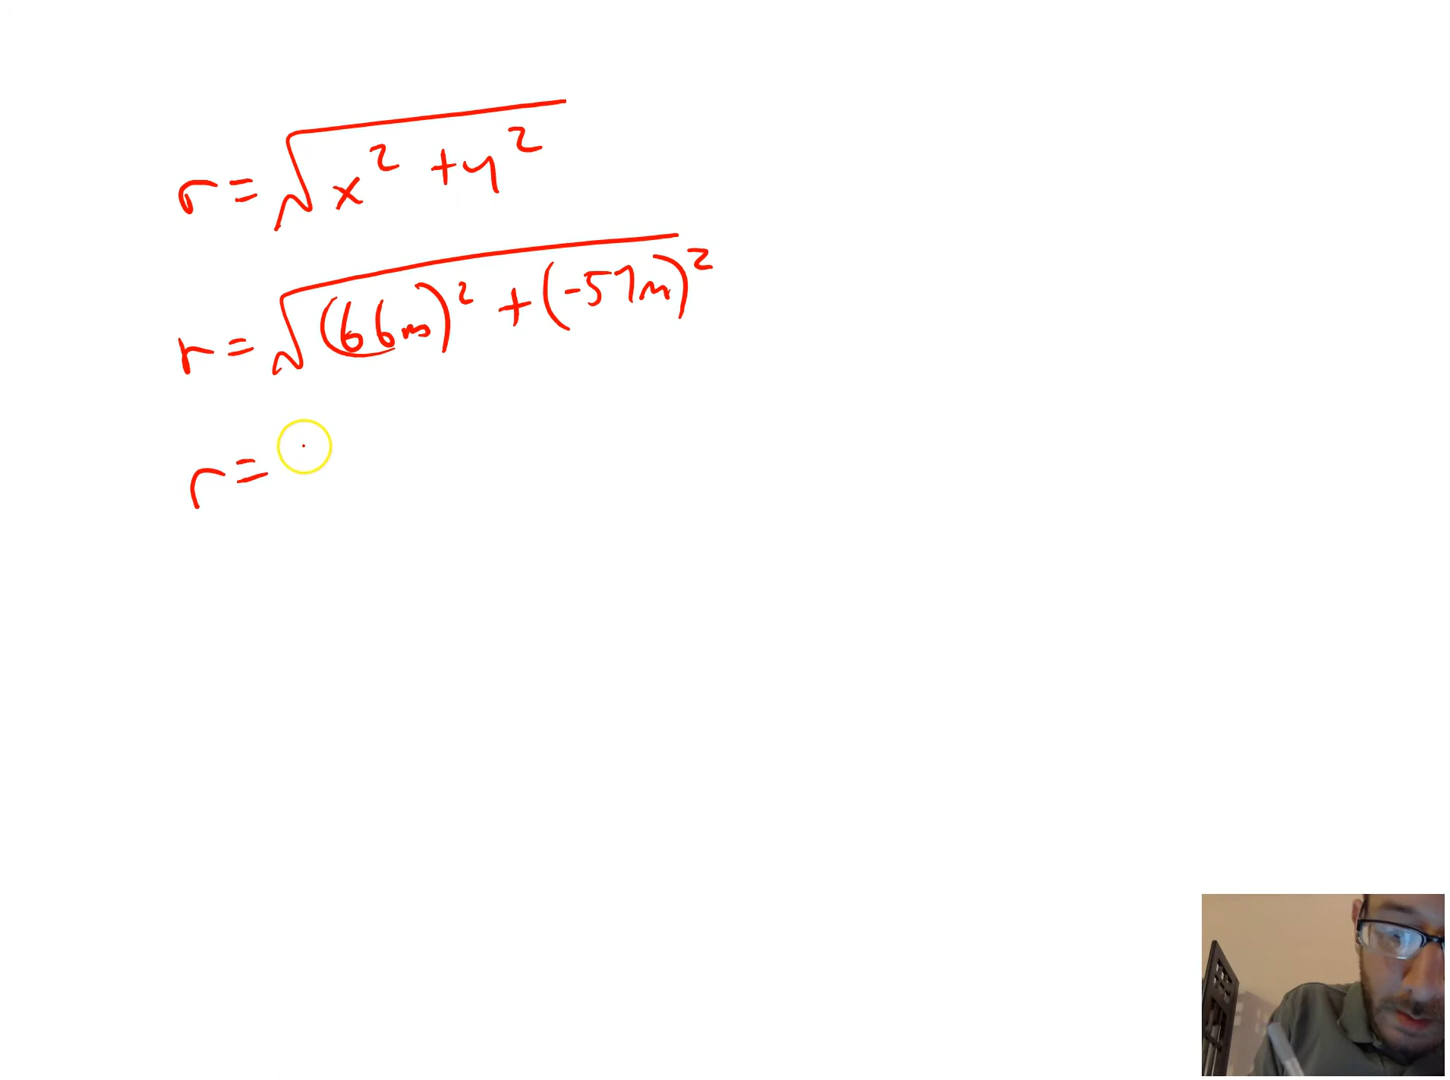 r = √(x² + y²)
r = √((66m)² + (-57m)²)
r =